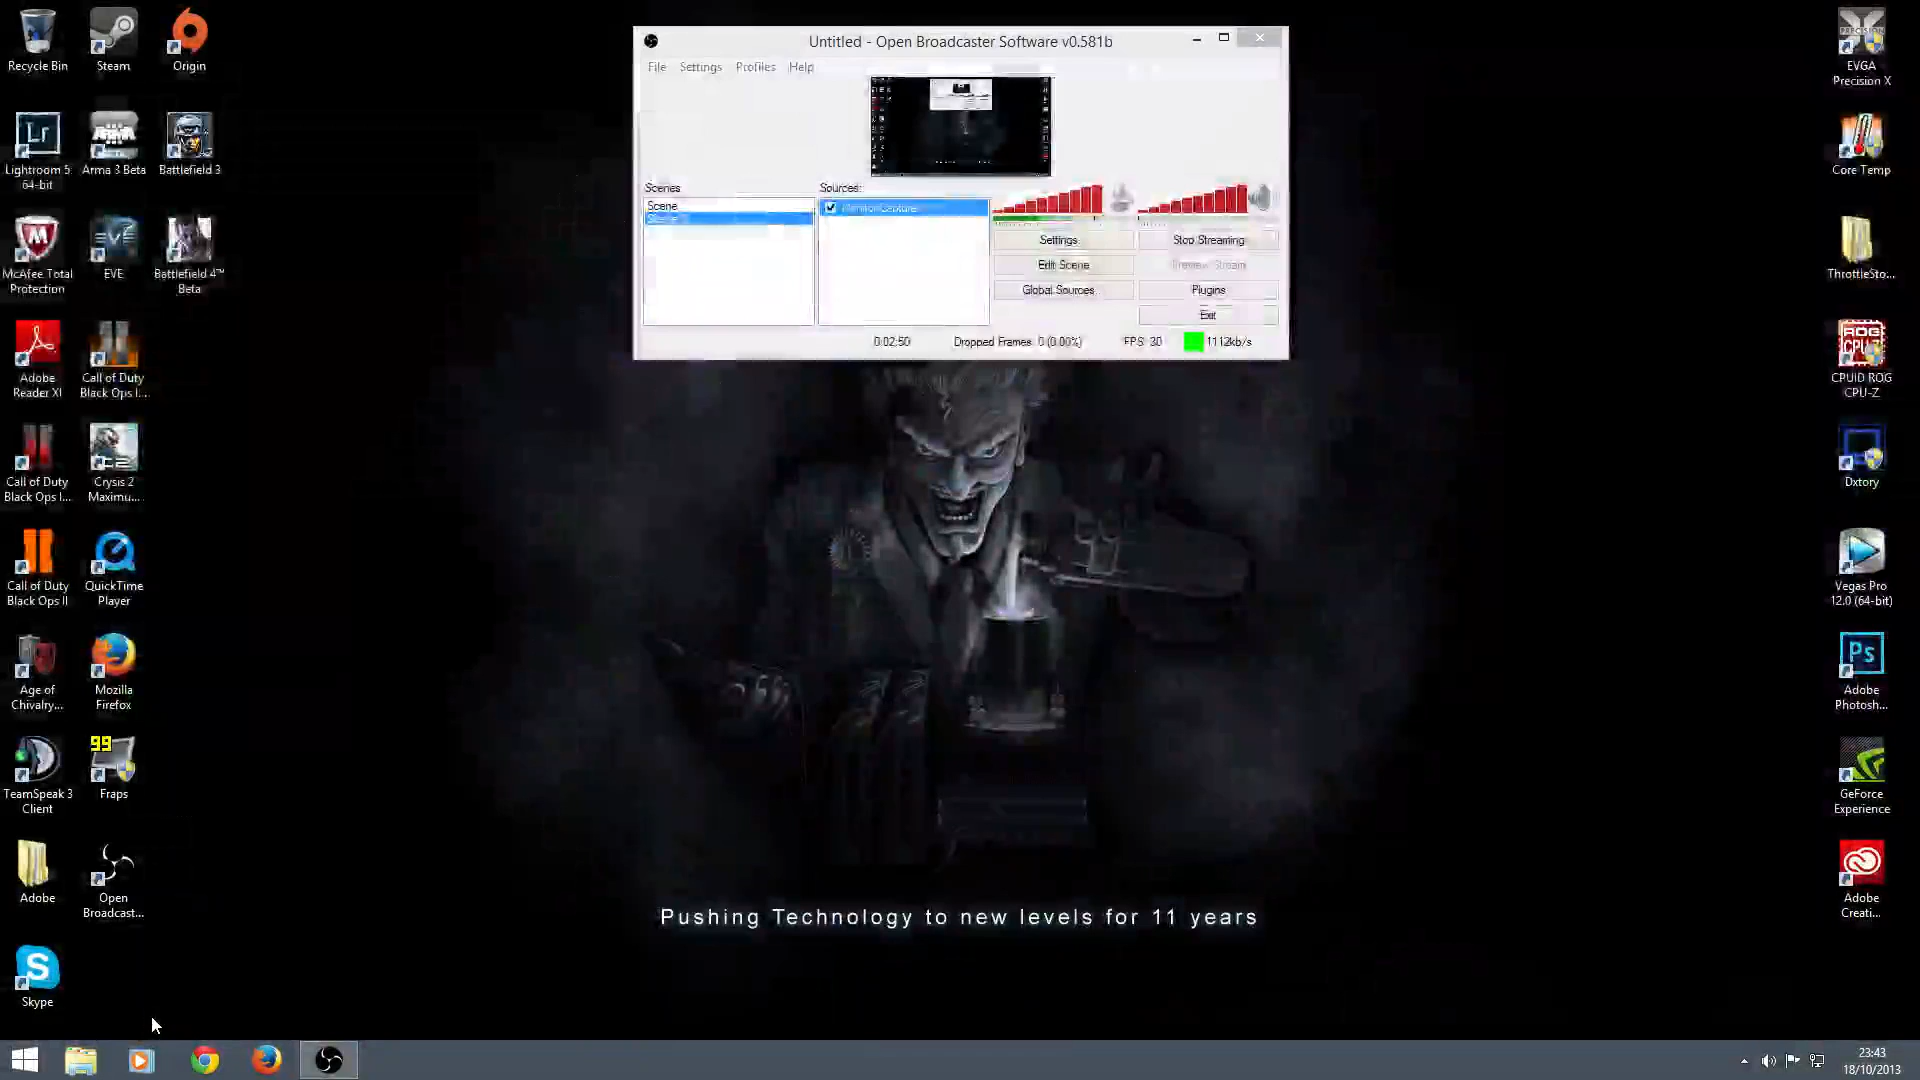 Recycle Bin
Steam
Origin
Lightroom 5
64-bit
Arma 3 Beta
Battlefield 3
McAfee Total
Protection
EVE
Battlefield 4™
Beta
Adobe
Reader XI
Call of Duty
Black Ops I...
Call of Duty
Black Ops I...
Crysis 2
Maximu...
Call of Duty
Black Ops II
QuickTime
Player
Age of
Chivalry...
Mozilla
Firefox
99
TeamSpeak 3
Client
Fraps
Adobe
Open
Broadcast...
Skype
Untitled - Open Broadcaster Software v0.581b
File Settings Profiles Help
Scenes
Sources:
Scene
MonitorCapture
Settings
Stop Streaming
Edit Scene
Preview Stream
Global Sources
Plugins
Exit
0:02:50
Dropped Frames: 0 (0.00%)
FPS: 30
1112kb/s
Pushing Technology to new levels for 11 years
EVGA
Precision X
Core Temp
ThrottleSto...
CPUID ROG
CPU-Z
Dxtory
Vegas Pro
12.0 (64-bit)
Ps
Adobe
Photosh...
GeForce
Experience
Adobe
Creati...
23:43
18/10/2013